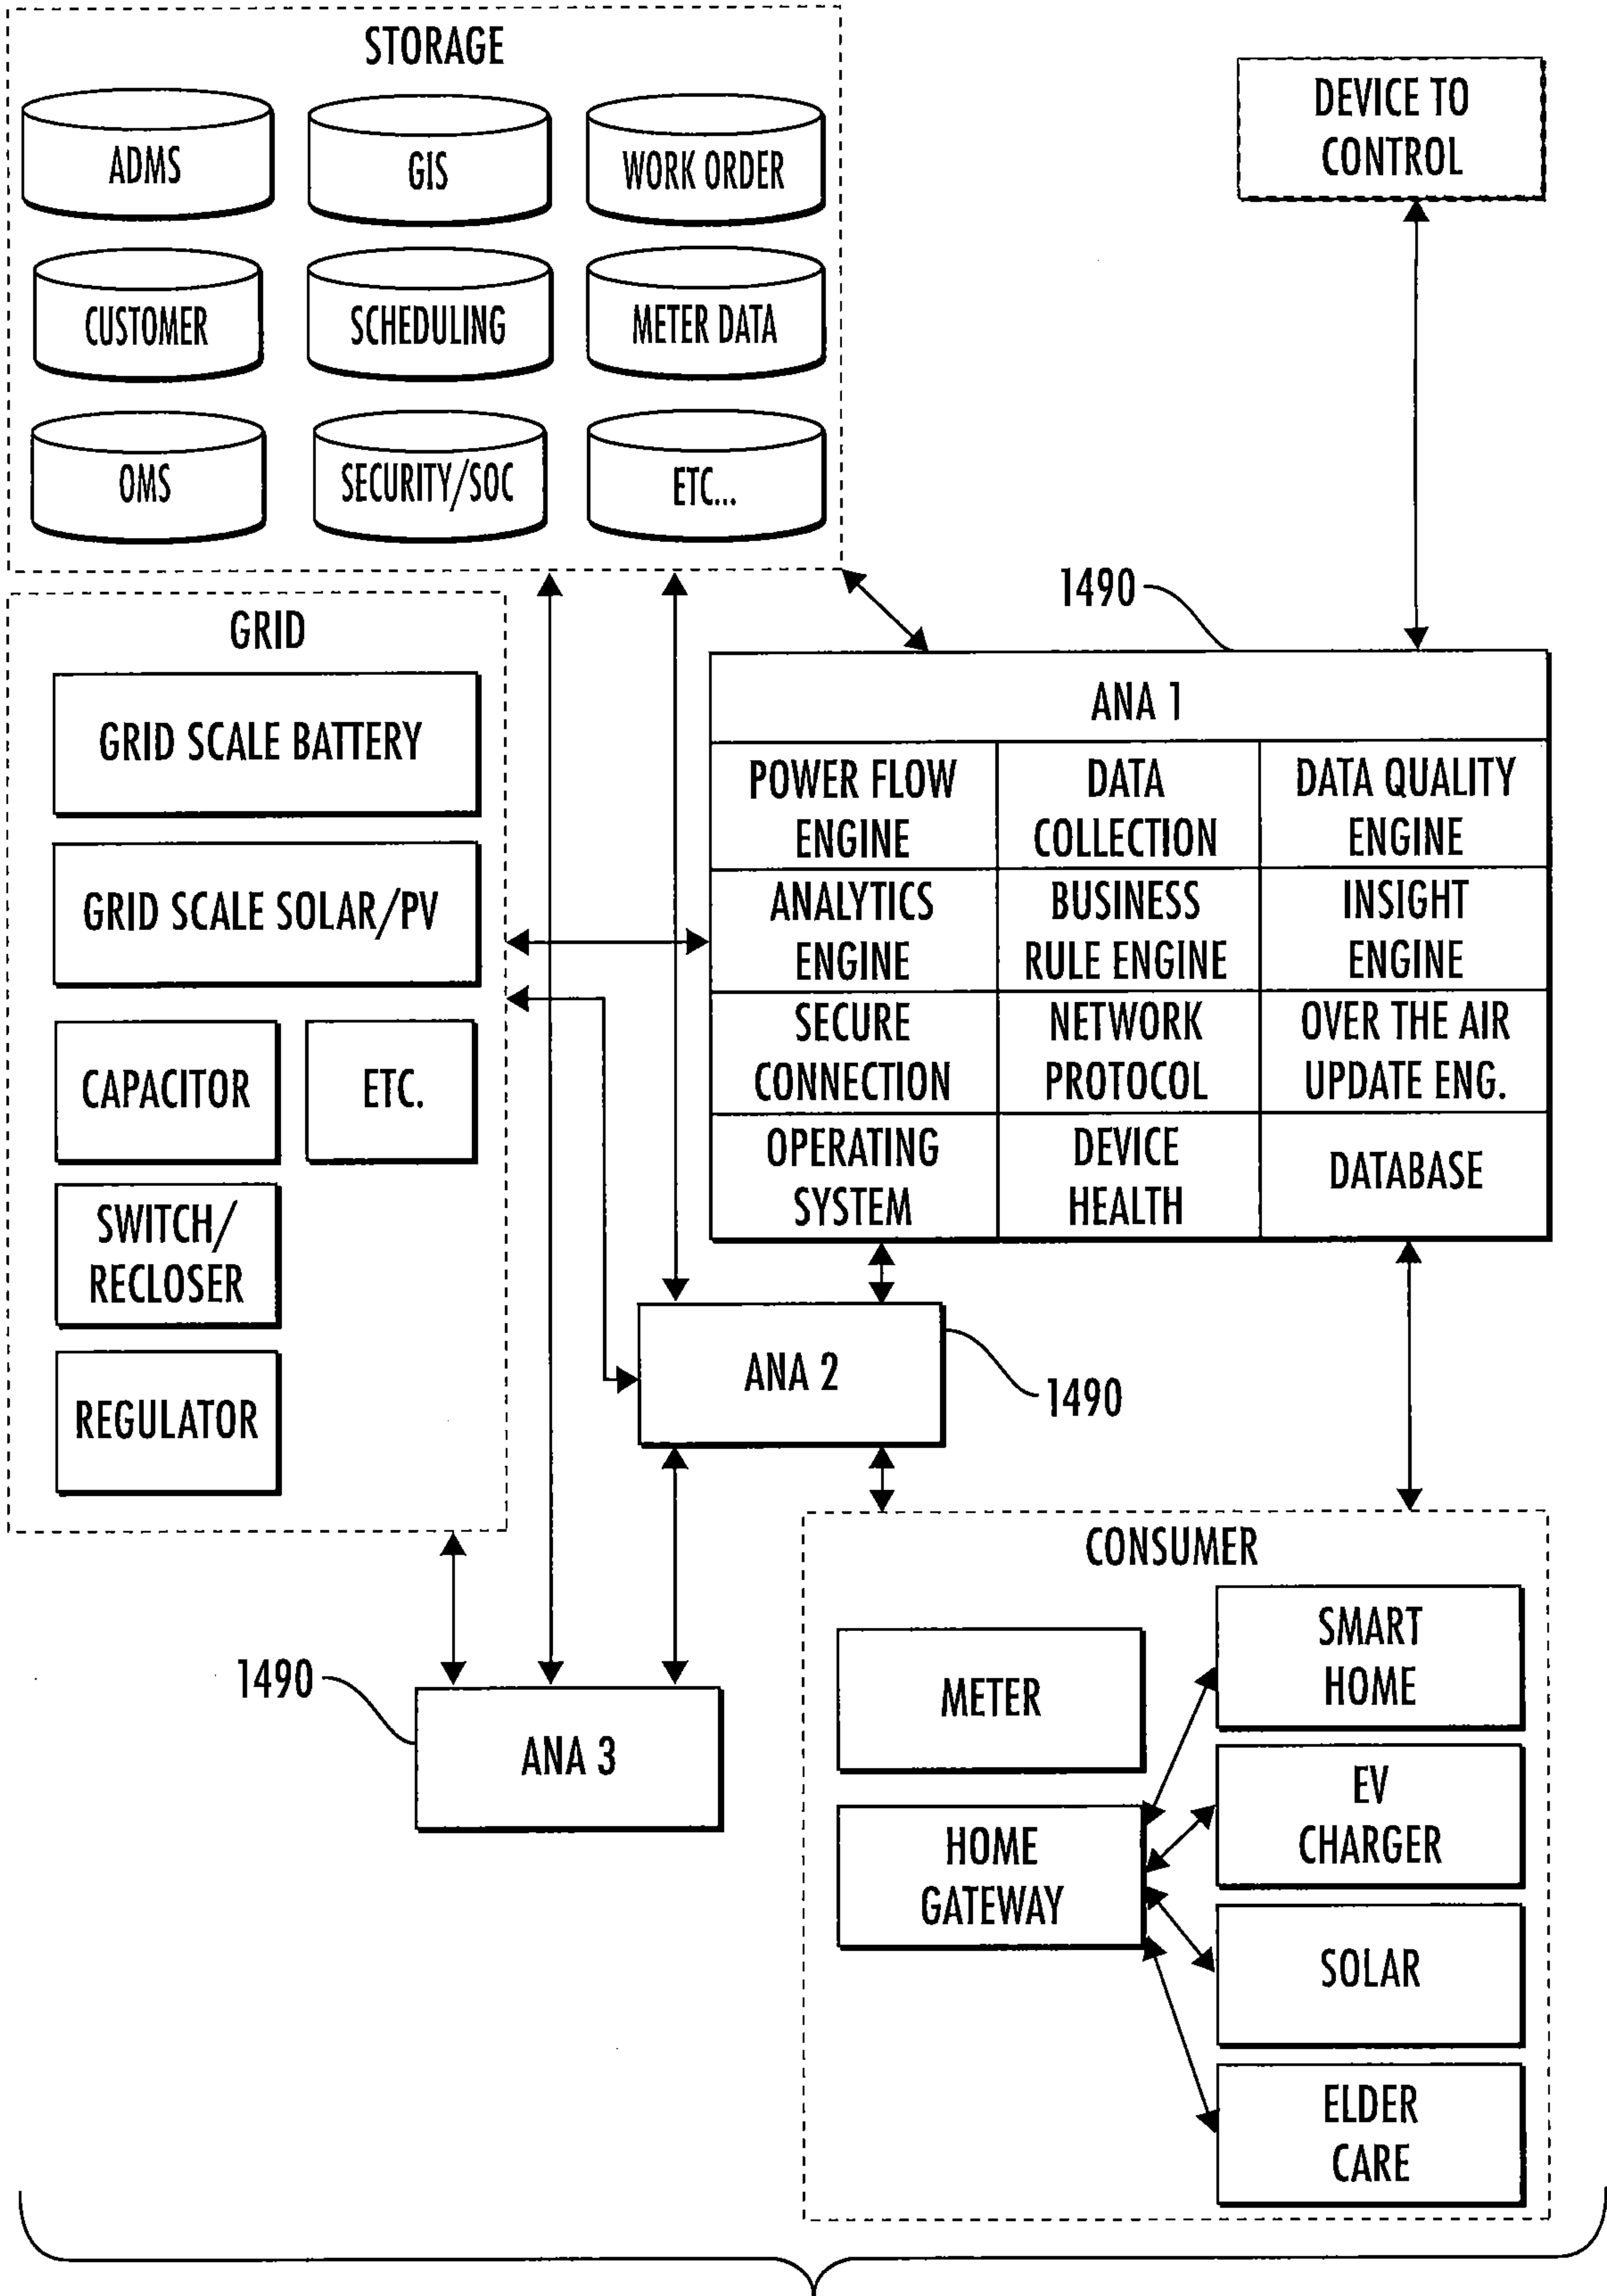 STORAGE
ADMS
GIS
WORK ORDER
CUSTOMER
SCHEDULING
METER DATA
OMS
SECURITY/SOC
ETC...
DEVICE TO
CONTROL
GRID
GRID SCALE BATTERY
GRID SCALE SOLAR/PV
CAPACITOR
ETC.
SWITCH/
RECLOSER
REGULATOR
1490
ANA 1
POWER FLOW
ENGINE
DATA
COLLECTION
DATA QUALITY
ENGINE
ANALYTICS
ENGINE
BUSINESS
RULE ENGINE
INSIGHT
ENGINE
SECURE
CONNECTION
NETWORK
PROTOCOL
OVER THE AIR
UPDATE ENG.
OPERATING
SYSTEM
DEVICE
HEALTH
DATABASE
ANA 2
1490
1490
ANA 3
CONSUMER
METER
HOME
GATEWAY
SMART
HOME
EV
CHARGER
SOLAR
ELDER
CARE